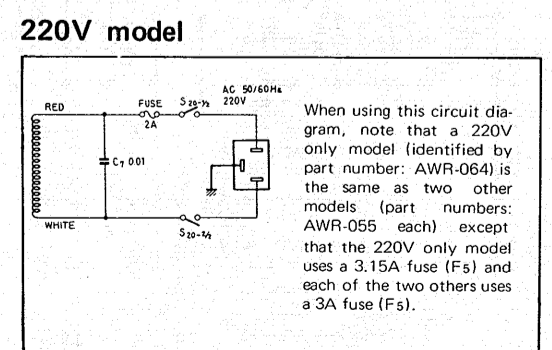 220V model
AC 50/60Hz
220V
RED
FUSE
2A
S20-1/2
C7 0.01
WHITE
S20-2/2
When using this circuit dia-
gram, note that a 220V
only model (identified by
part number: AWR-064) is
the same as two other
models (part numbers:
AWR-055 each) except
that the 220V only model
uses a 3.15A fuse (F5) and
each of the two others uses
a 3A fuse (F5).